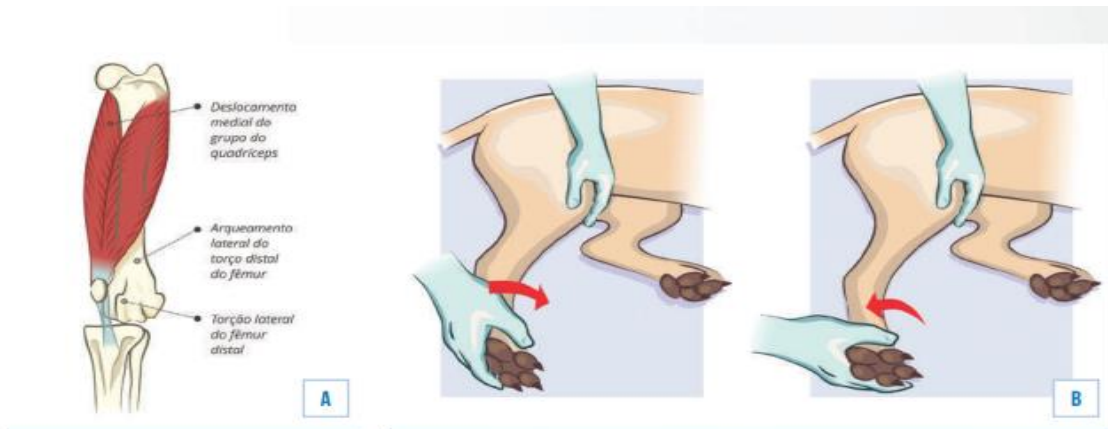 Deslocamento
medial do
grupo do
quadríceps
Arqueamento
lateral do
torço distal
do fêmur
Torção lateral
do fêmur
distal
A
B